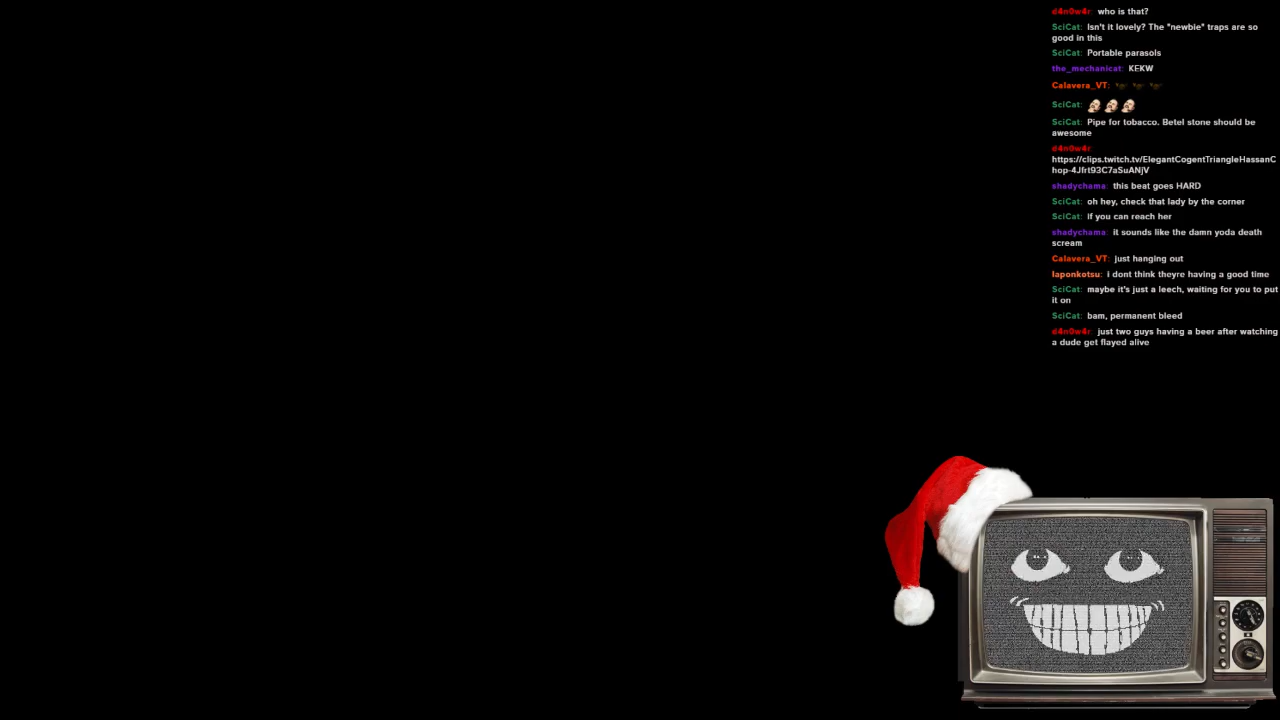 d4n0w4r: who is that?
SciCat: Isn't it lovely? The "newbie" traps are so
good in this
SciCat: Portable parasols
the_mechanicat: KEKW
Calavera_VT:
SciCat:
SciCat: Pipe for tobacco. Betel stone should be
awesome
d4n0w4r:
https://clips.twitch.tv/ElegantCogentTriangleHassanC
hop-4Jfrt93C7aSuANjV
shadychama: this beat goes HARD
SciCat: oh hey, check that lady by the corner
SciCat: if you can reach her
shadychama: it sounds like the damn yoda death
scream
Calavera_VT: just hanging out
laponkotsu: i dont think theyre having a good time
SciCat: maybe it's just a leech, waiting for you to put
it on
SciCat: bam, permanent bleed
d4n0w4r: just two guys having a beer after watching
a dude get flayed alive